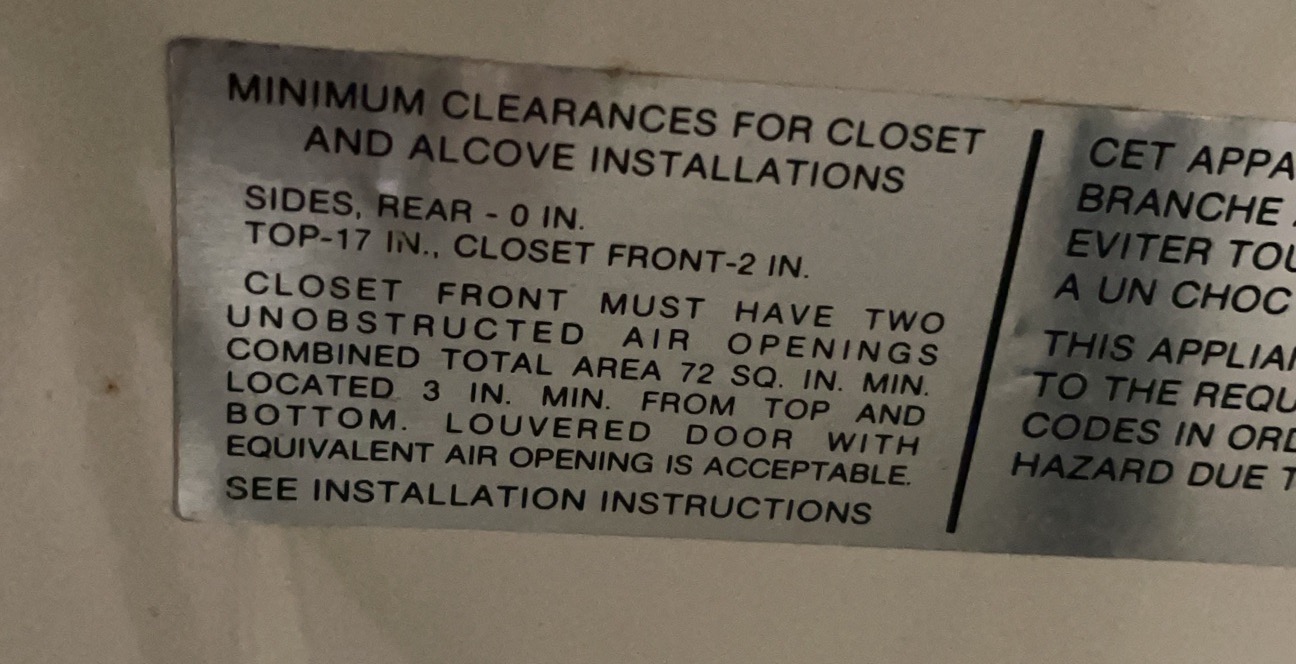 MINIMUM CLEARANCES FOR CLOSET
AND ALCOVE INSTALLATIONS
SIDES, REAR - 0 IN.
TOP-17 IN., CLOSET FRONT-2 IN.
CLOSET FRONT MUST HAVE TWO
UNOBSTRUCTED AIR OPENINGS
COMBINED TOTAL AREA 72 SQ. IN. MIN.
LOCATED 3 IN. MIN. FROM TOP AND
BOTTOM. LOUVERED DOOR WITH
EQUIVALENT AIR OPENING IS ACCEPTABLE.
SEE INSTALLATION INSTRUCTIONS
CET
BRANCHE
EVITER
A UN CHOC
THIS
TO THE
CODES IN
HAZARD DUE